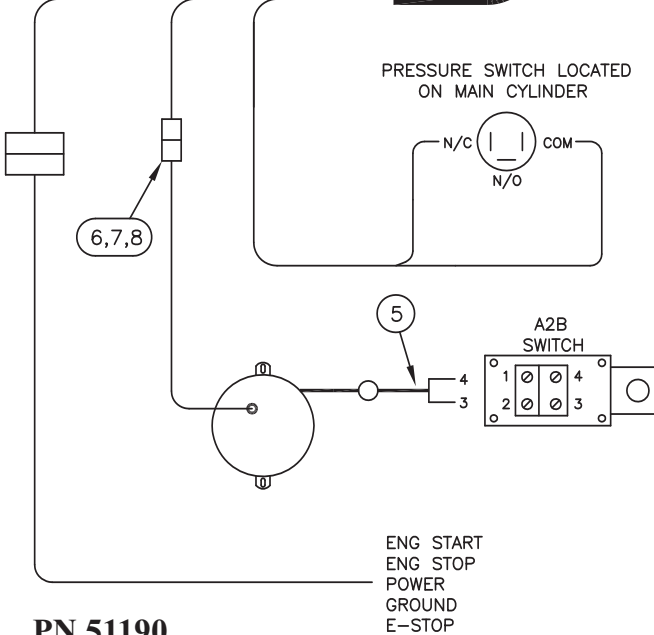 PRESSURE SWITCH LOCATED
ON MAIN CYLINDER
N/C
COM
N/O
6,7,8
5
A2B
SWITCH
4
3
1
4
2
3
ENG START
ENG STOP
POWER
GROUND
E-STOP
PN 51190